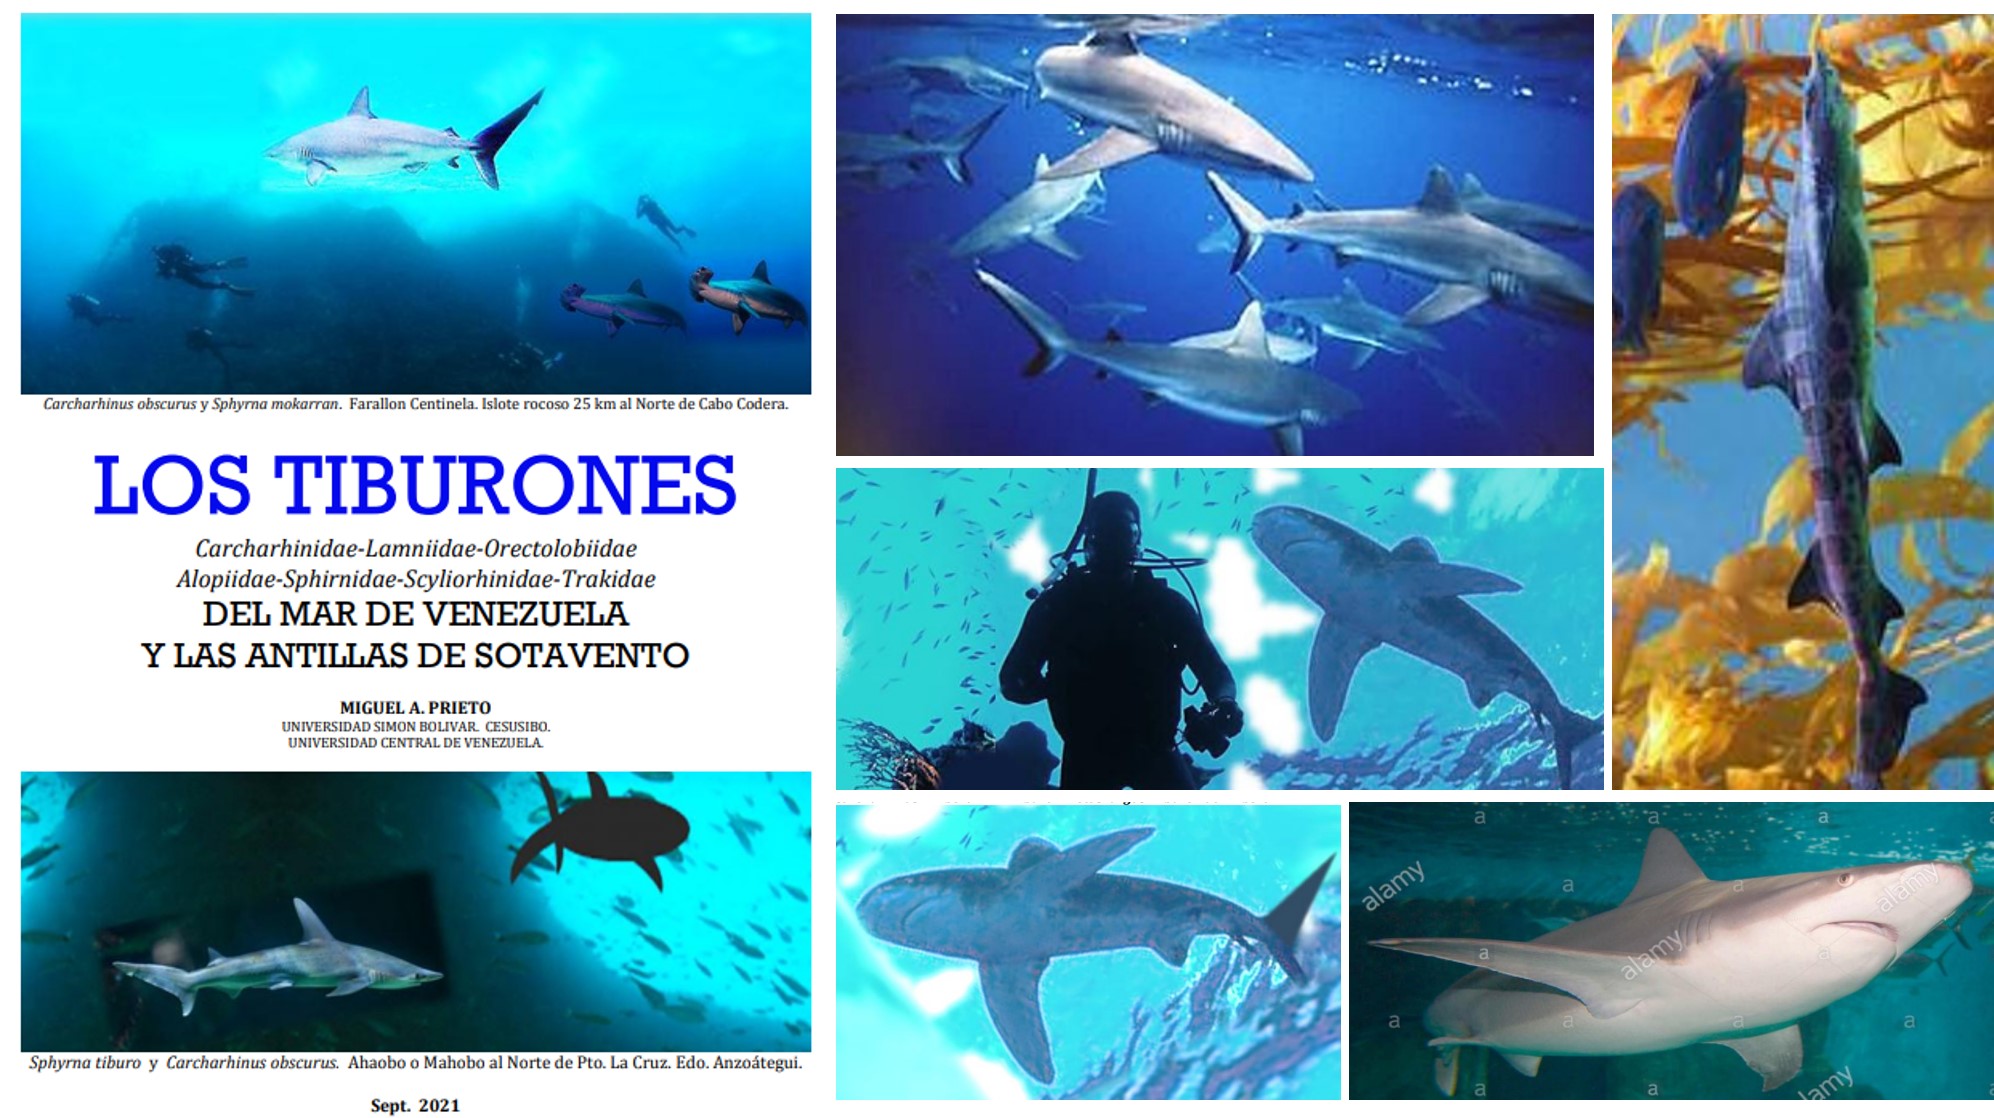 Carcharhinus obscurus y Sphyrna mokarran. Farallon Centinela. Islote rocoso 25 km al Norte de Cabo Codera.
LOS TIBURONES
Carcharhinidae-Lamniidae-Orectolobiidae
Alopiidae-Sphirnidae-Scyliorhinidae-Trakidae
DEL MAR DE VENEZUELA
Y LAS ANTILLAS DE SOTAVENTO
MIGUEL A. PRIETO
UNIVERSIDAD SIMON BOLIVAR. CESUSIBO.
UNIVERSIDAD CENTRAL DE VENEZUELA.
Sphyrna tiburo y Carcharhinus obscurus. Ahaobo o Mahobo al Norte de Pto. La Cruz. Edo. Anzoátegui.
Sept. 2021
a a a a
alamy
a a alamy
alamy
a a
a a a a
alamy
a a